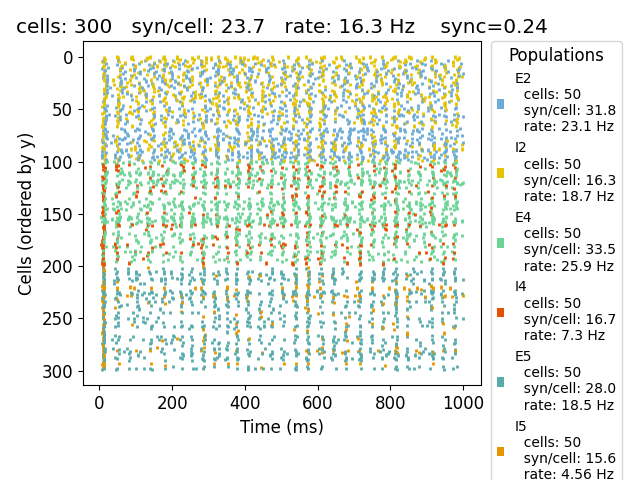 cells: 300   syn/cell: 23.7   rate: 16.3 Hz    sync=0.24
Populations
E2
cells: 50
syn/cell: 31.8
rate: 23.1 Hz
I2
cells: 50
syn/cell: 16.3
rate: 18.7 Hz
E4
cells: 50
syn/cell: 33.5
rate: 25.9 Hz
I4
cells: 50
syn/cell: 16.7
rate: 7.3 Hz
E5
cells: 50
syn/cell: 28.0
rate: 18.5 Hz
I5
cells: 50
syn/cell: 15.6
rate: 4.56 Hz
Cells (ordered by y)
0
50
100
150
200
250
300
0 200 400 600 800 1000
Time (ms)